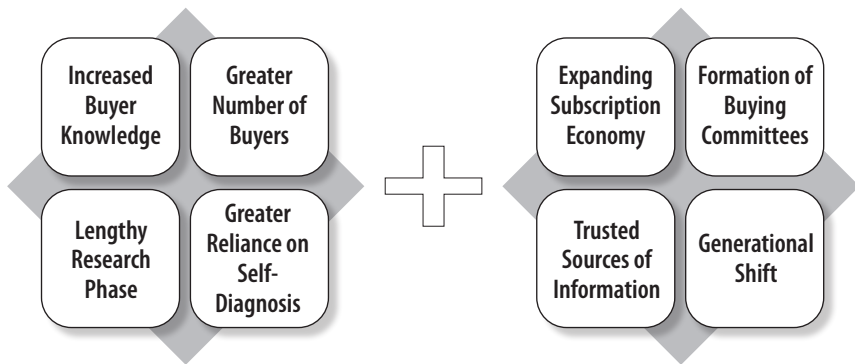 Increased
Buyer
Knowledge
Greater
Number of
Buyers
Lengthy
Research
Phase
Greater
Reliance on
Self-
Diagnosis
Expanding
Subscription
Economy
Formation of
Buying
Committees
Trusted
Sources of
Information
Generational
Shift